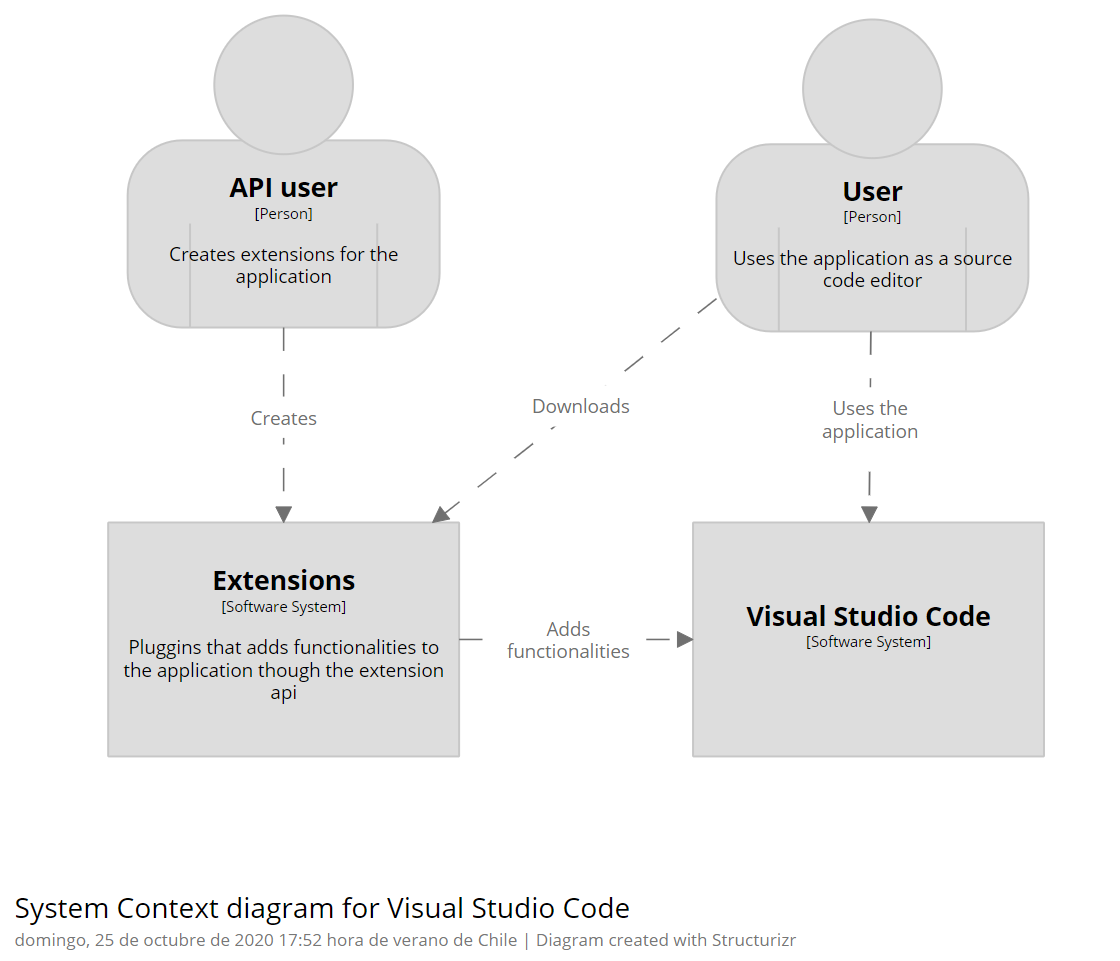 API user
[Person]
Creates extensions for the
application
User
[Person]
Uses the application as a source
code editor
Creates
Downloads
Uses the
application
Extensions
[Software System]
Pluggins that adds functionalities to
the application though the extension
api
Adds
functionalities
Visual Studio Code
[Software System]
System Context diagram for Visual Studio Code
domingo, 25 de octubre de 2020 17:52 hora de verano de Chile | Diagram created with Structurizr